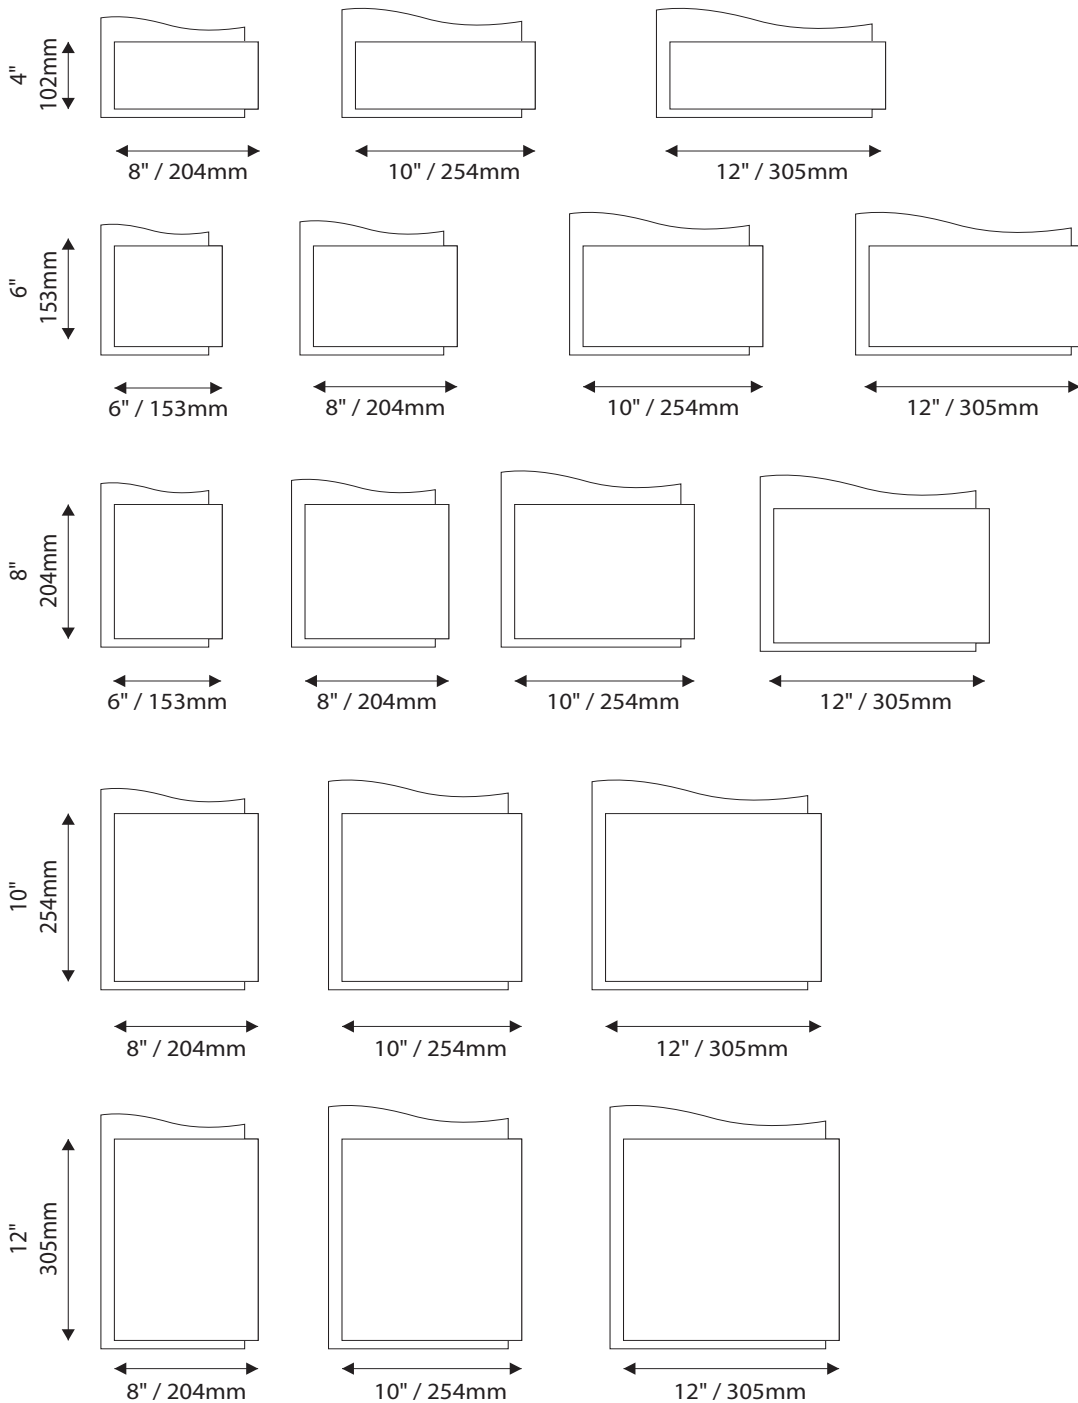 4"
102mm
8" / 204mm
10" / 254mm
12" / 305mm
6"
153mm
6" / 153mm
8" / 204mm
10" / 254mm
12" / 305mm
8"
204mm
6" / 153mm
8" / 204mm
10" / 254mm
12" / 305mm
10"
254mm
8" / 204mm
10" / 254mm
12" / 305mm
12"
305mm
8" / 204mm
10" / 254mm
12" / 305mm